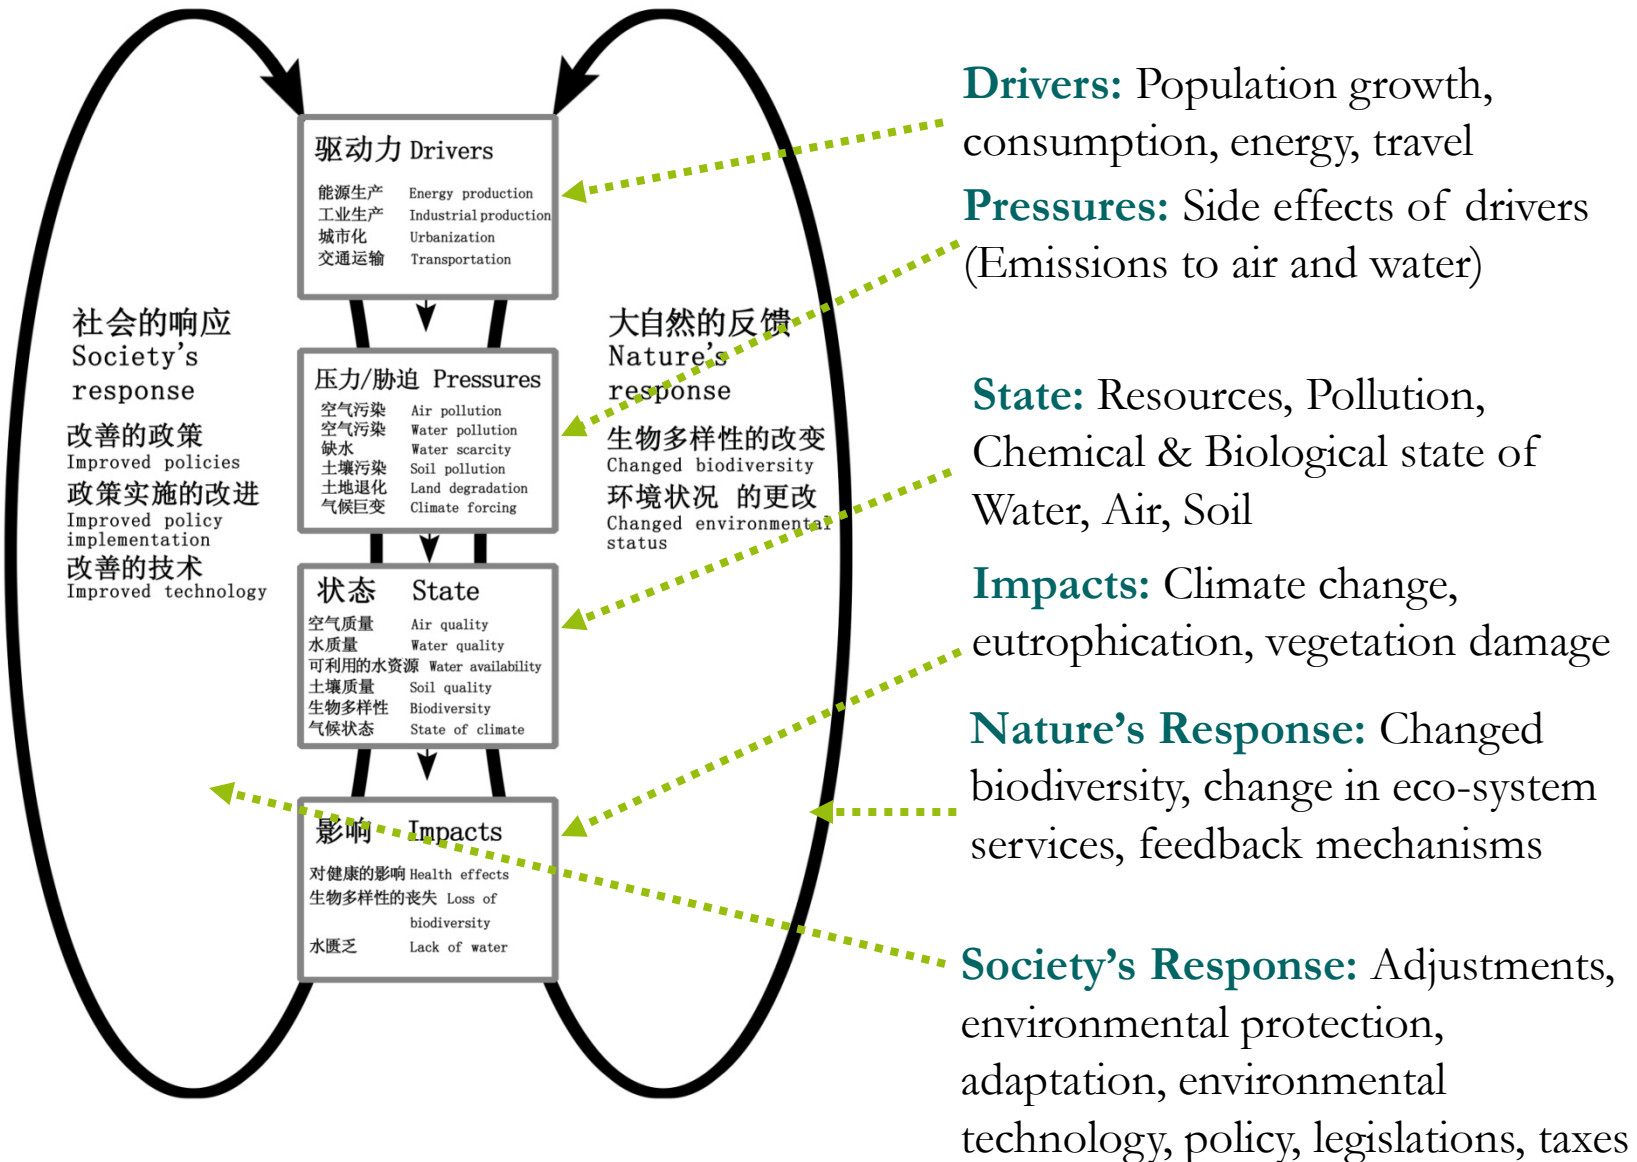 驱动力 Drivers
能源生产 Energy production
工业生产 Industrial production
城市化 Urbanization
交通运输 Transportation
社会的响应
Society's
response
改善的政策
Improved policies
政策实施的改进
Improved policy
implementation
改善的技术
Improved technology
压力/胁迫 Pressures
空气污染 Air pollution
空气污染 Water pollution
缺水 Water scarcity
土壤污染 Soil pollution
土地退化 Land degradation
气候巨变 Climate forcing
大自然的反馈
Nature's
response
生物多样性的改变
Changed biodiversity
环境状况 的更改
Changed environmental
status
状态 State
空气质量 Air quality
水质量 Water quality
可利用的水资源 Water availability
土壤质量 Soil quality
生物多样性 Biodiversity
气候状态 State of climate
影响 Impacts
对健康的影响 Health effects
生物多样性的丧失 Loss of
biodiversity
水匮乏 Lack of water
Drivers: Population growth,
consumption, energy, travel
Pressures: Side effects of drivers
(Emissions to air and water)
State: Resources, Pollution,
Chemical & Biological state of
Water, Air, Soil
Impacts: Climate change,
eutrophication, vegetation damage
Nature's Response: Changed
biodiversity, change in eco-system
services, feedback mechanisms
Society's Response: Adjustments,
environmental protection,
adaptation, environmental
technology, policy, legislations, taxes